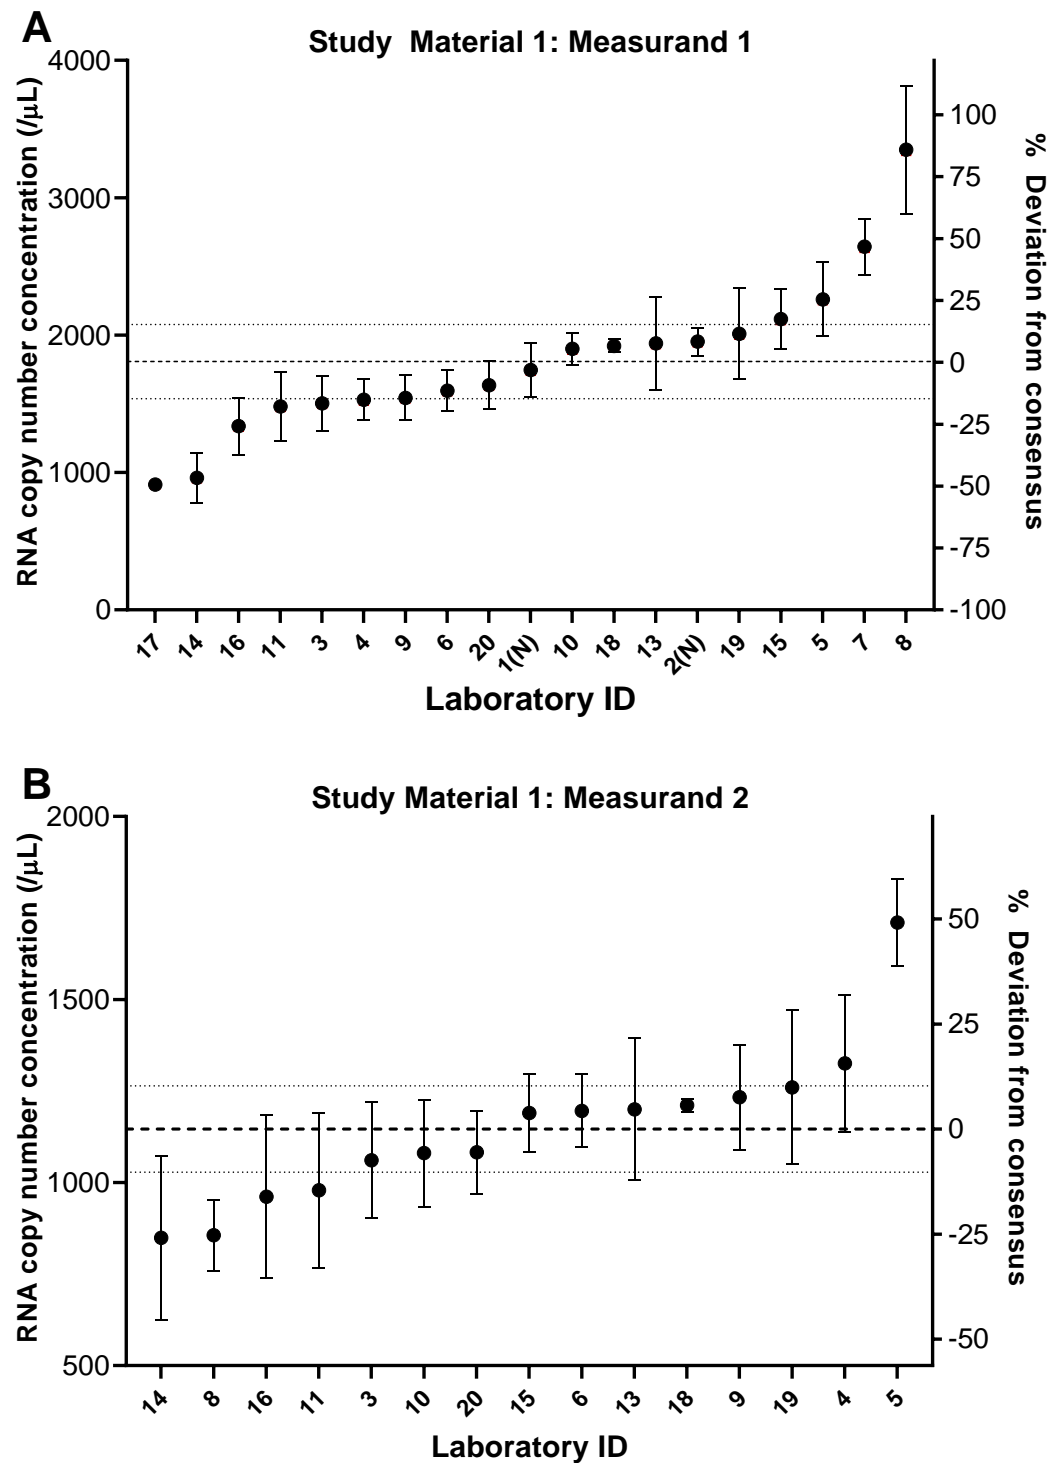 A
Study Material 1: Measurand 1
RNA copy number concentration (/μL)
4000
3000
2000
1000
0
100
75
50
25
0
-25
-50
-75
-100
% Deviation from consensus
17 14 16 11 3 4 9 6 20 1(N) 10 18 13 2(N) 19 15 5 7 8
Laboratory ID
B
Study Material 1: Measurand 2
RNA copy number concentration (/μL)
2000
1500
1000
500
50
25
0
-25
-50
% Deviation from consensus
14 8 16 11 3 10 20 15 6 13 18 9 19 4 5
Laboratory ID